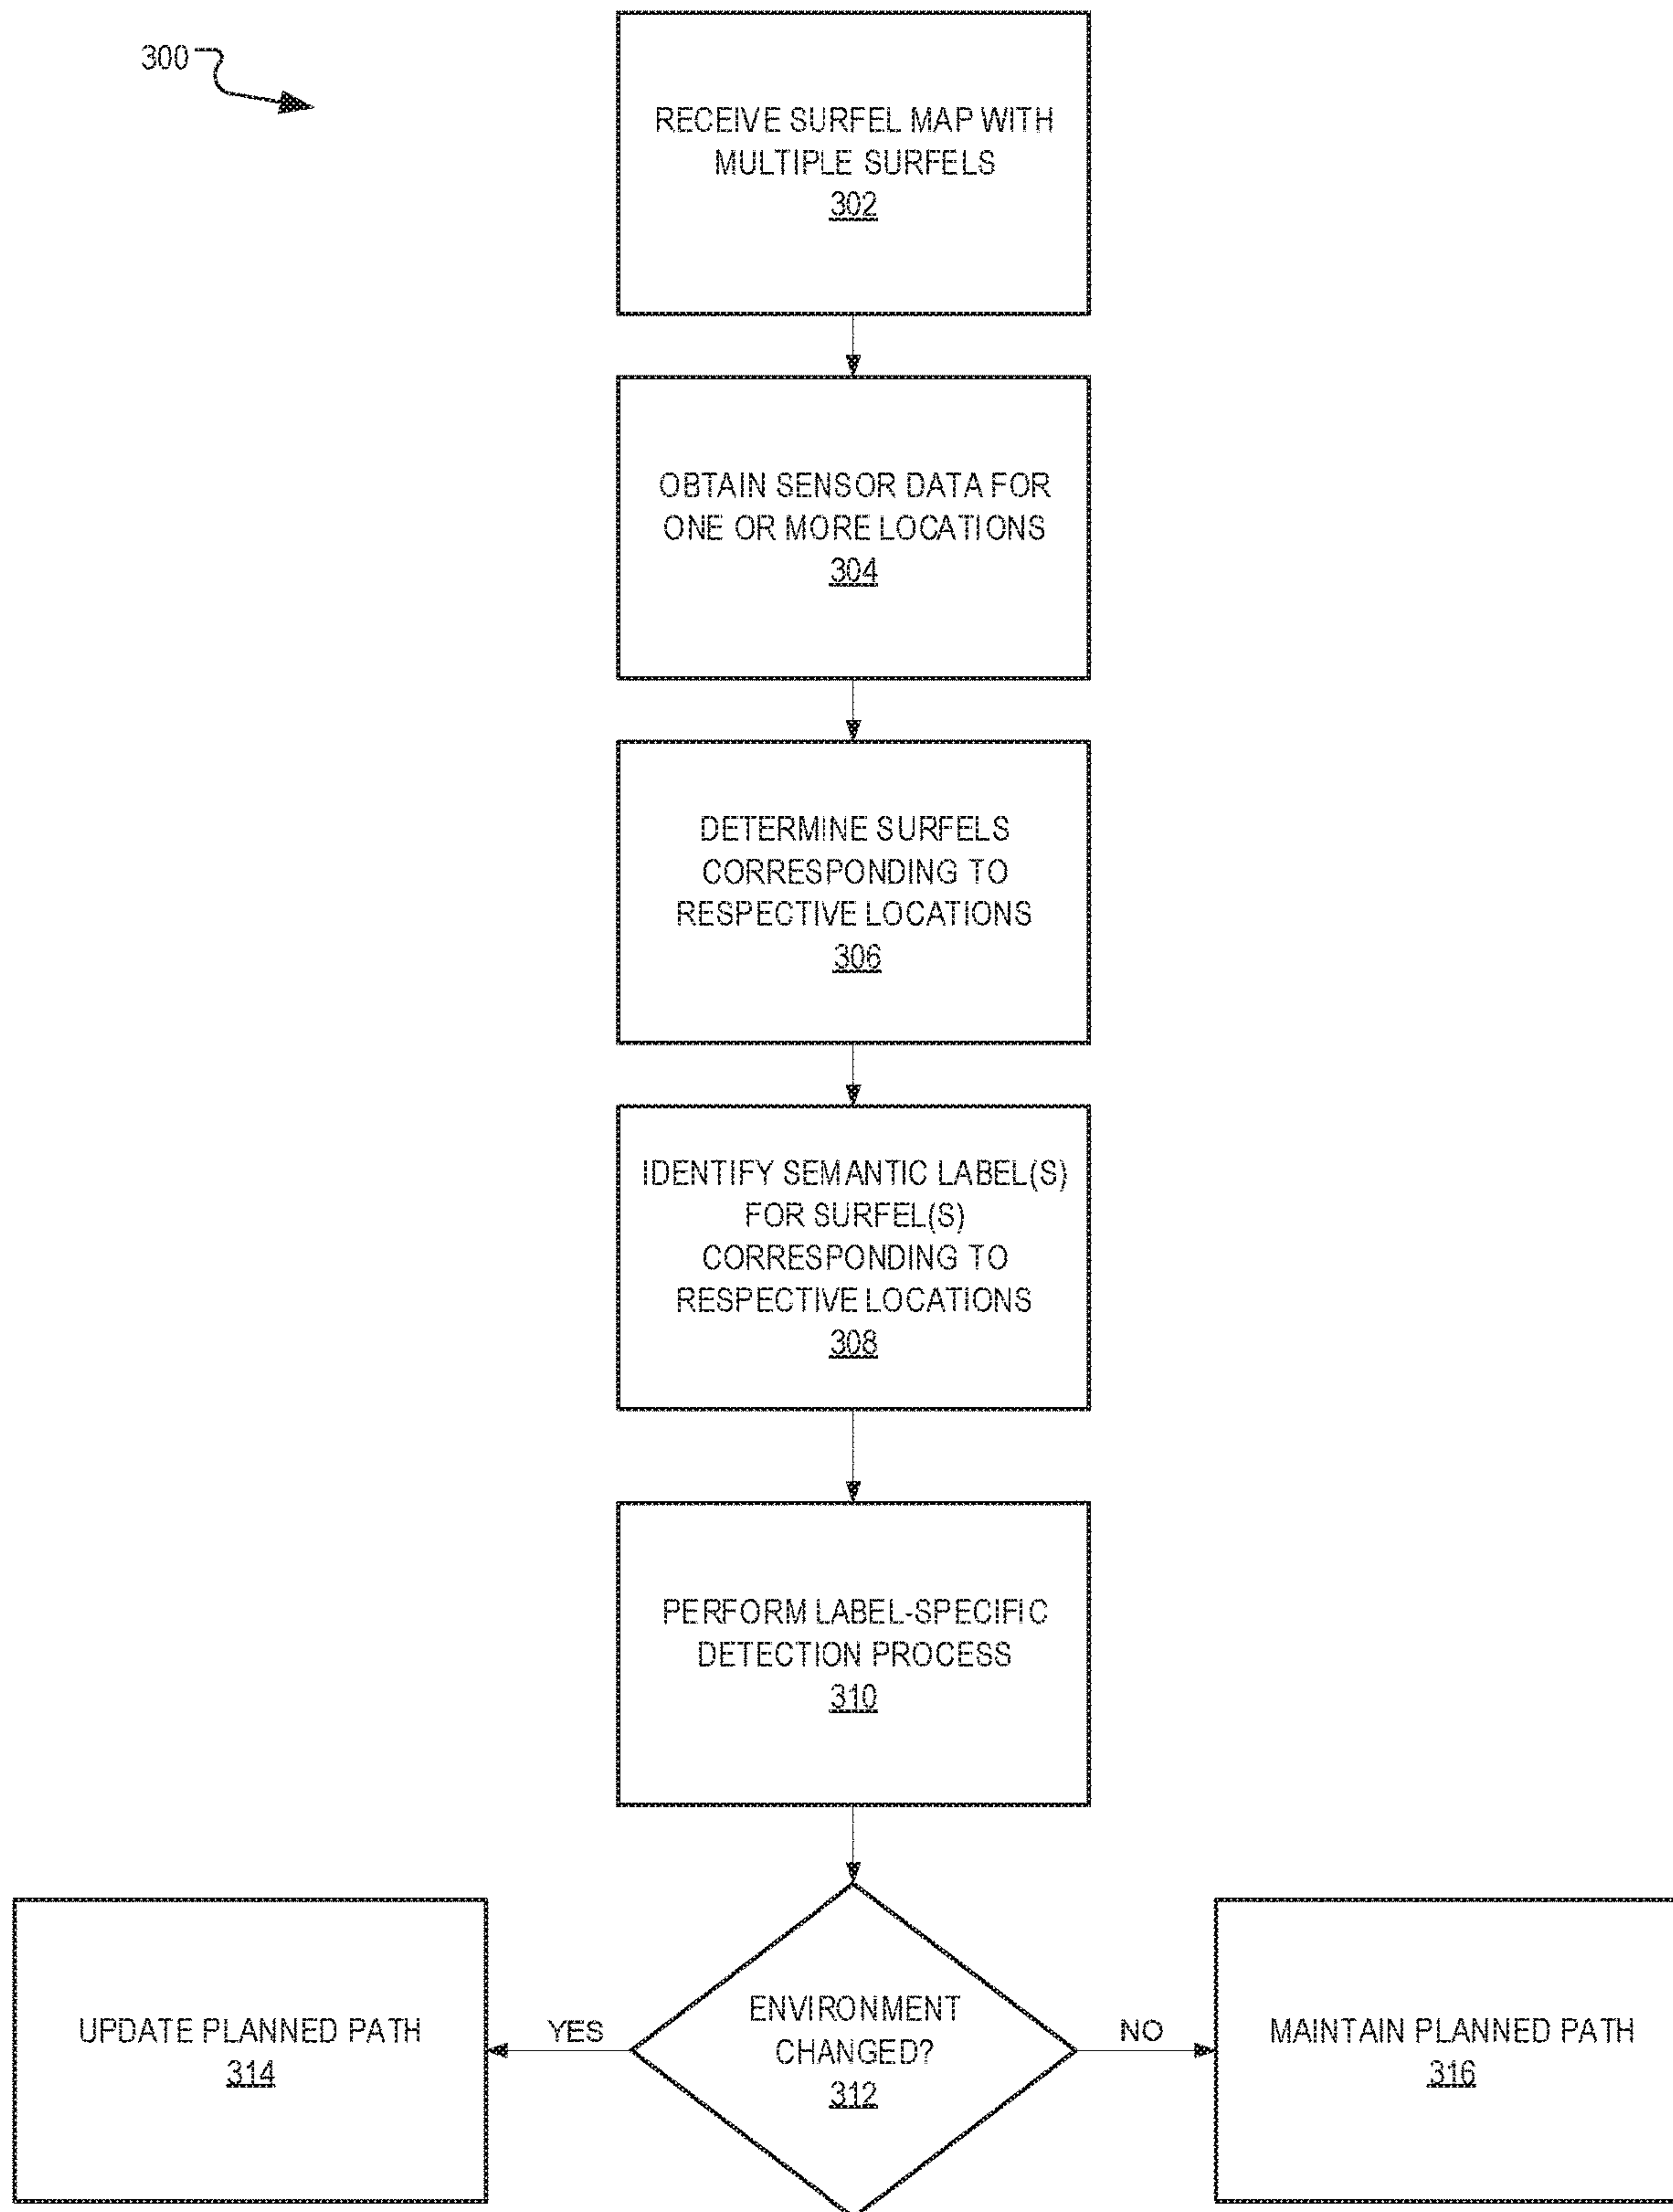 300
RECEIVE SURFEL MAP WITH
MULTIPLE SURFELS
302
OBTAIN SENSOR DATA FOR
ONE OR MORE LOCATIONS
304
DETERMINE SURFELS
CORRESPONDING TO
RESPECTIVE LOCATIONS
306
IDENTIFY SEMANTIC LABEL(S)
FOR SURFEL(S)
CORRESPONDING TO
RESPECTIVE LOCATIONS
308
PERFORM LABEL-SPECIFIC
DETECTION PROCESS
310
UPDATE PLANNED PATH
314
YES
ENVIRONMENT
CHANGED?
312
NO
MAINTAIN PLANNED PATH
316